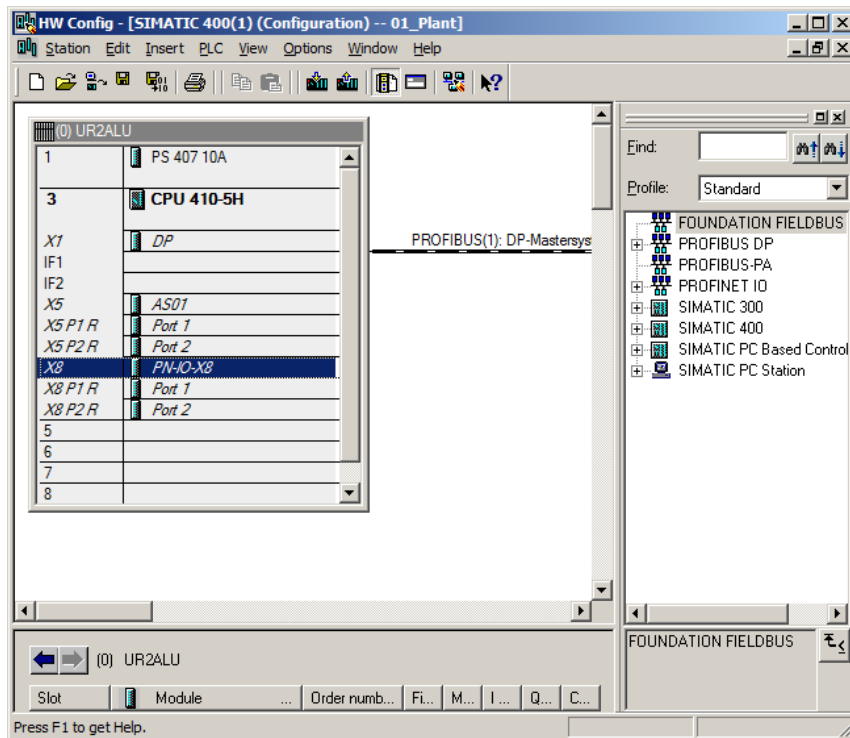 HW Config - [SIMATIC 400(1) (Configuration) -- 01_Plant]
Station Edit Insert PLC View Options Window Help
(0) UR2ALU
1 PS 407 10A
3 CPU 410-5H
X1 DP
IF1
IF2
X5 AS01
X5 P1 R Port 1
X5 P2 R Port 2
X8 PN-IO-X8
X8 P1 R Port 1
X8 P2 R Port 2
5
6
7
8
PROFIBUS(1): DP-Mastersyst
Find:
Profile: Standard
FOUNDATION FIELDBUS
PROFIBUS DP
PROFIBUS-PA
PROFINET IO
SIMATIC 300
SIMATIC 400
SIMATIC PC Based Control
SIMATIC PC Station
(0) UR2ALU
Slot Module ... Order numb... Fi... M... I ... Q... C...
FOUNDATION FIELDBUS
Press F1 to get Help.